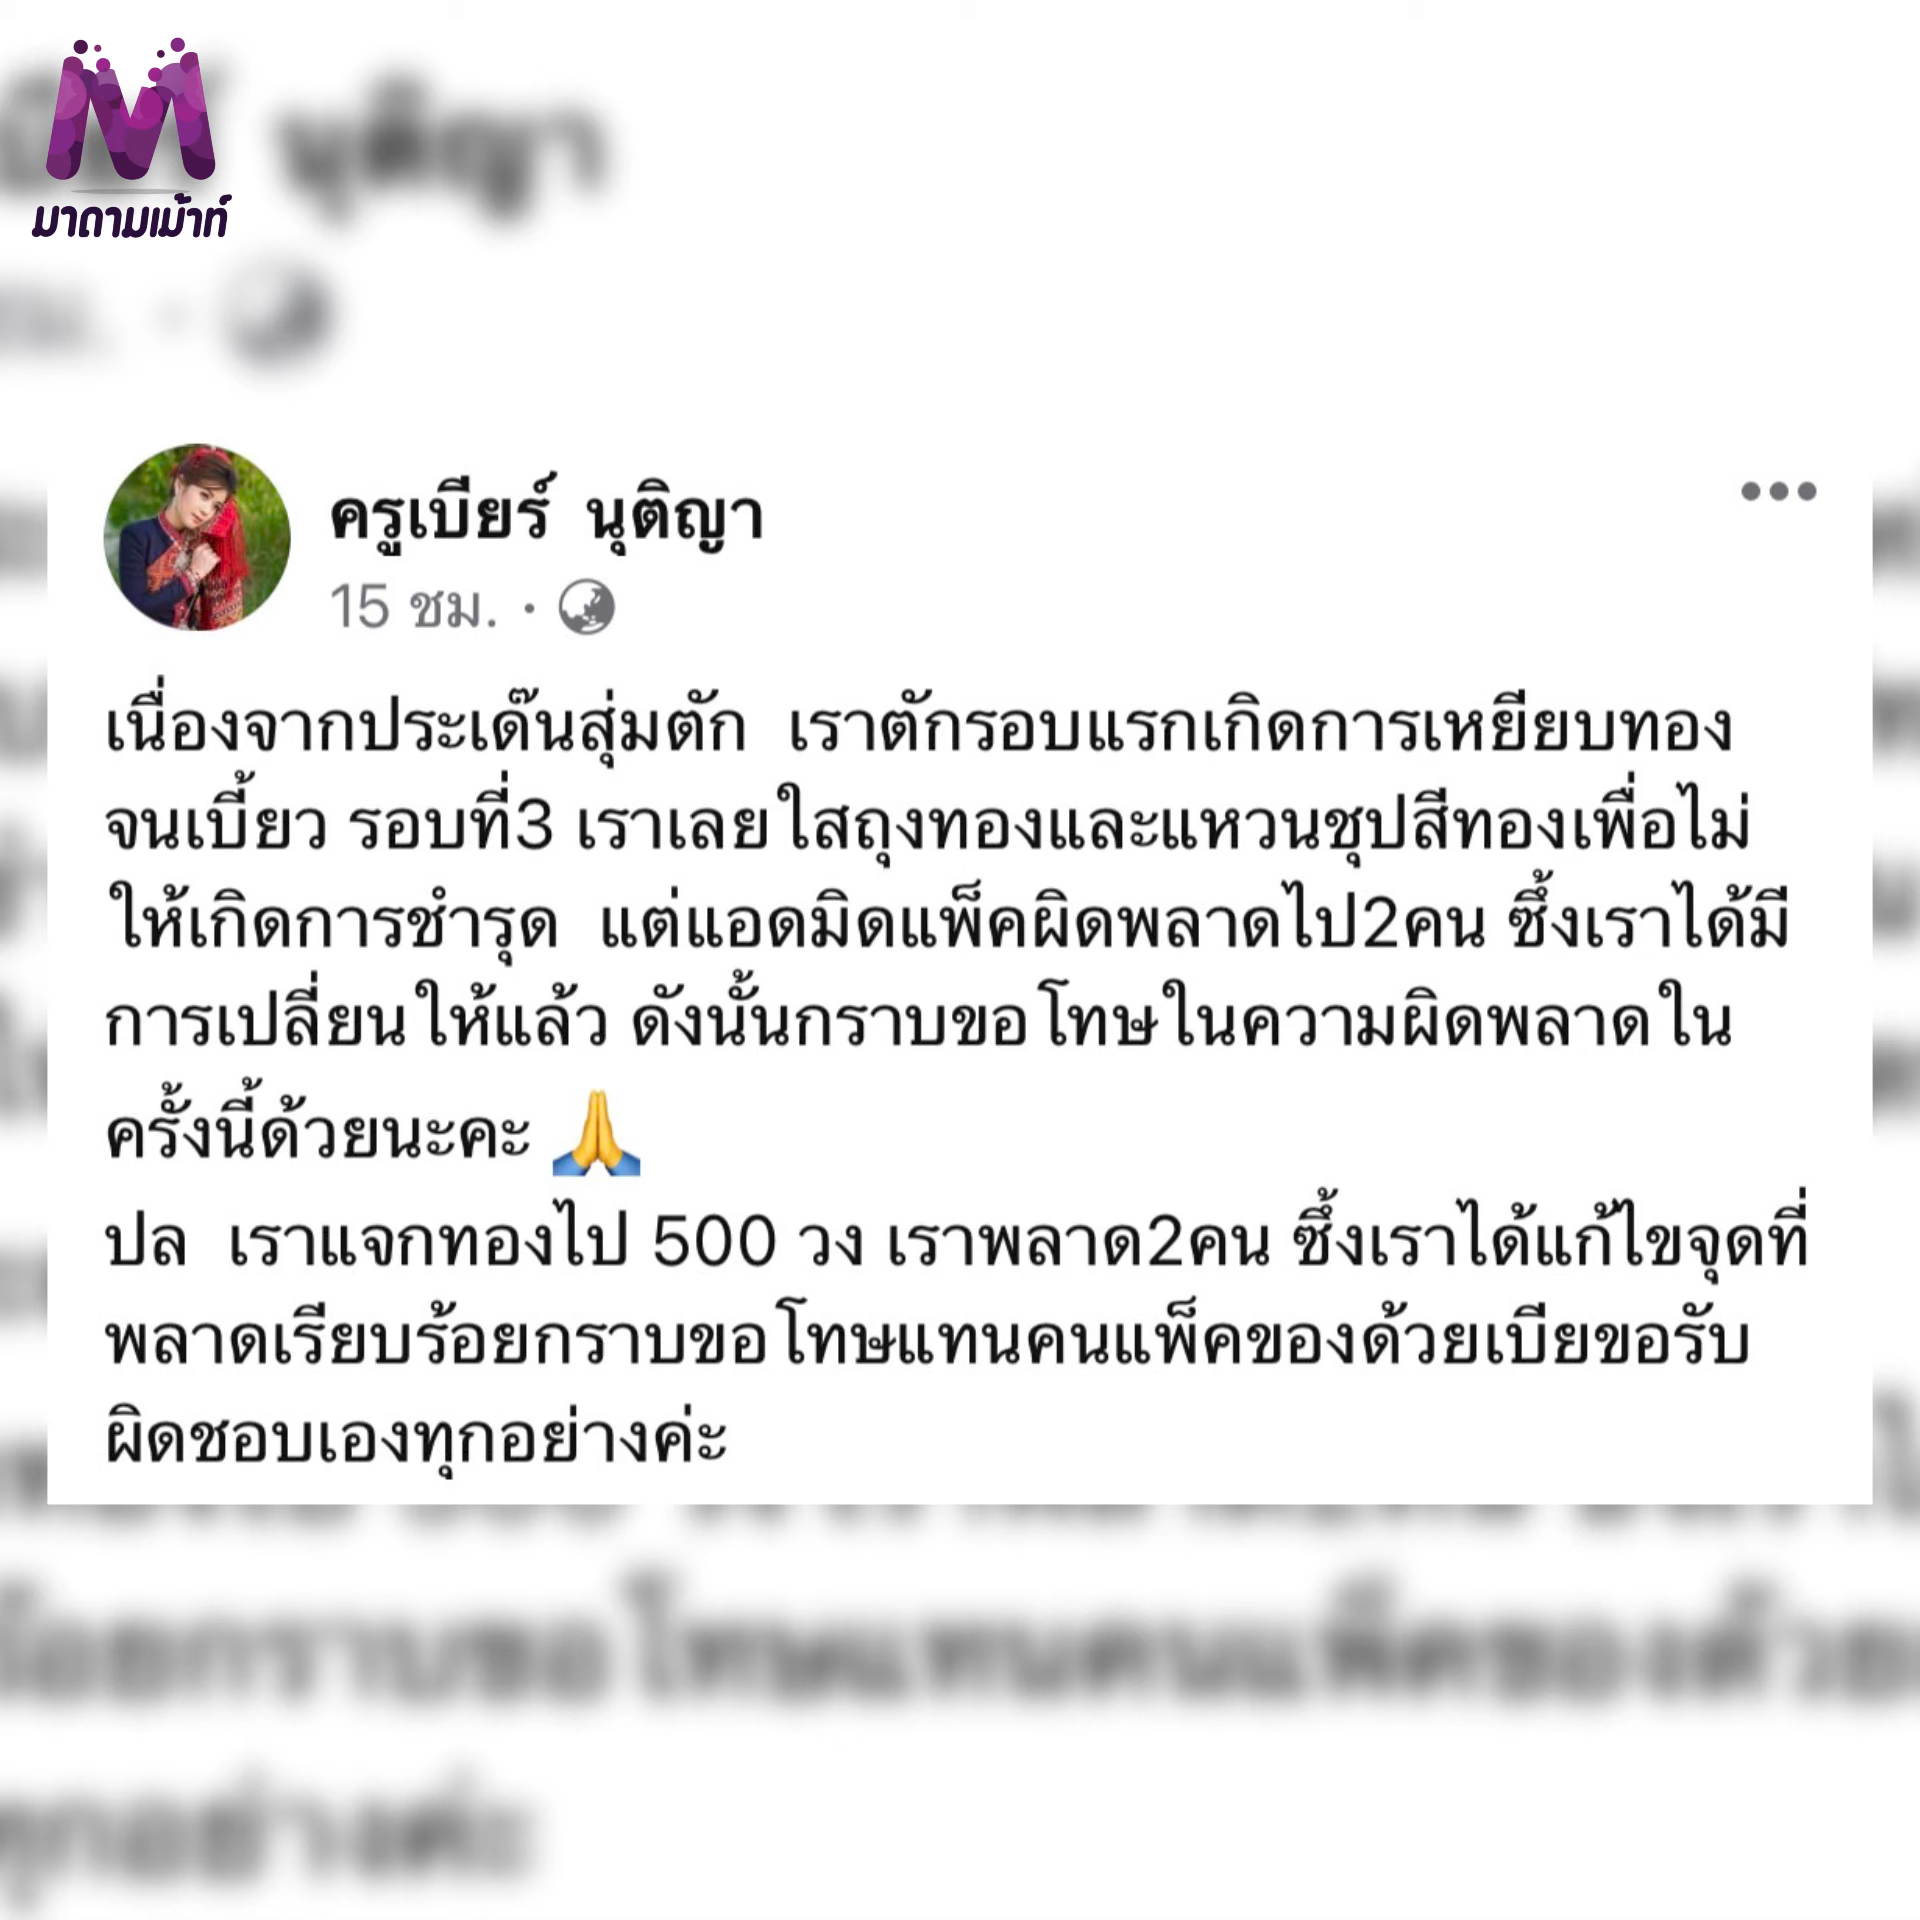 มาดามเม้าท์
ครูเบียร์ นุติญา
15 ชม. ·
เนื่องจากประเด๊นสุ่มตัก เราตักรอบแรกเกิดการเหยียบทอง
จนเบี้ยว รอบที่3 เราเลยใสถุงทองและแหวนชุปสีทองเพื่อไม่
ให้เกิดการชำรุด แต่แอดมิดแพ็คผิดพลาดไป2คน ซึ้งเราได้มี
การเปลี่ยนให้แล้ว ดังนั้นกราบขอโทษในความผิดพลาดใน
ครั้งนี้ด้วยนะคะ 🙏
ปล เราแจกทองไป 500 วง เราพลาด2คน ซึ้งเราได้แก้ไขจุดที่
พลาดเรียบร้อยกราบขอโทษแทนคนแพ็คของด้วยเบียขอรับ
ผิดชอบเองทุกอย่างค่ะ